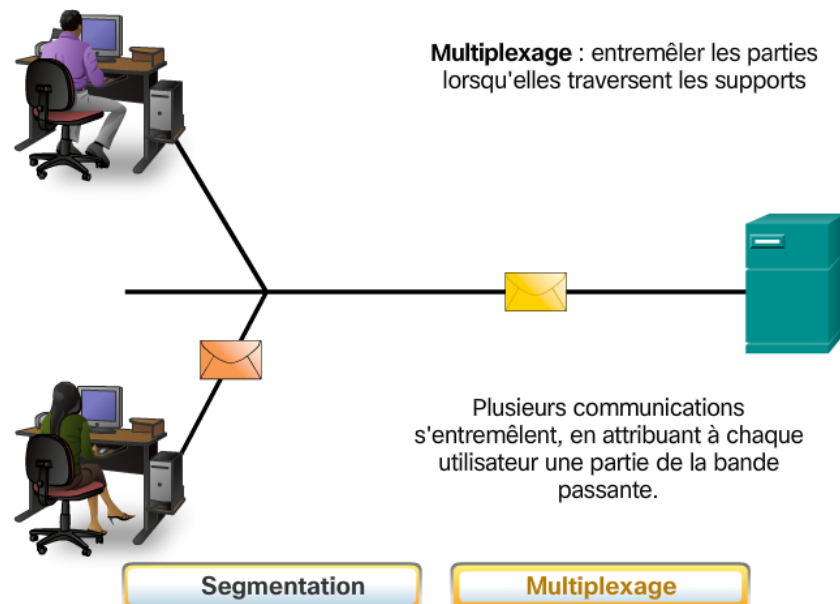 Multiplexage : entremêler les parties
lorsqu'elles traversent les supports
Plusieurs communications
s'entremêlent, en attribuant à chaque
utilisateur une partie de la bande
passante.
Segmentation
Multiplexage